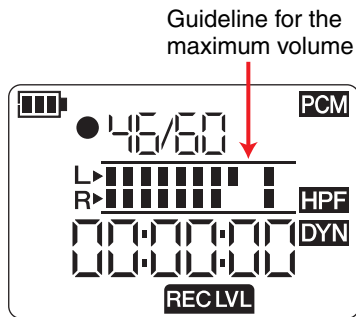 Guideline for the
maximum volume
PCM
46/60
L
R
HPF
00:00:00
DYN
REC LVL